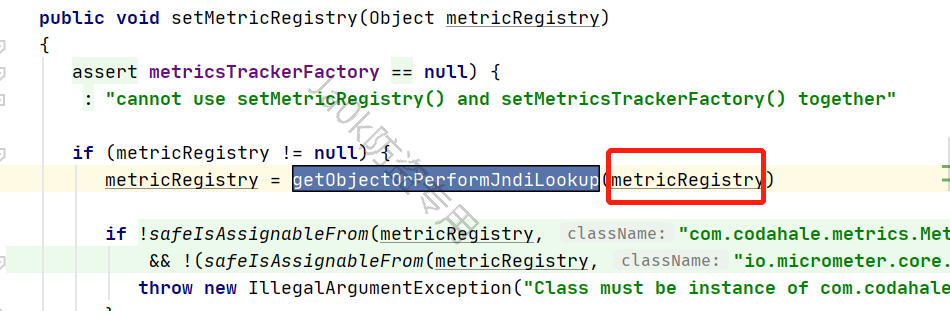 public void setMetricRegistry(Object metricRegistry)
{
assert metricsTrackerFactory == null) {
: "cannot use setMetricRegistry() and setMetricsTrackerFactory() together"
if (metricRegistry != null) {
metricRegistry = getObjectOrPerformJndiLookup(metricRegistry)
if !safeIsAssignableFrom(metricRegistry, className: "com.codahale.metrics.Met
&& !(safeIsAssignableFrom(metricRegistry, className: "io.micrometer.core.
throw new IllegalArgumentException("Class must be instance of com.codahale